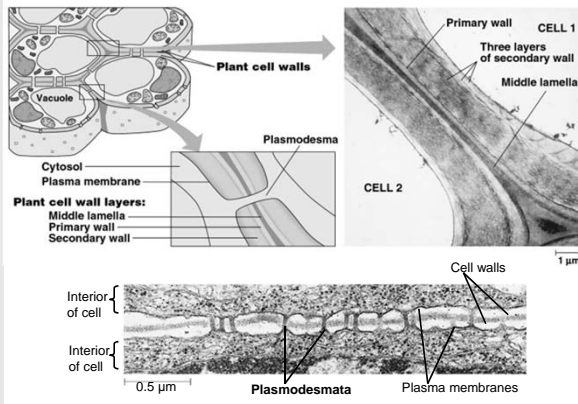 Plant cell walls
Vacuole
Plasmodesma
Cytosol
Plasma membrane
Plant cell wall layers:
Middle lamella
Primary wall
Secondary wall
CELL 1
Primary wall
Three layers
of secondary wall
Middle lamella
CELL 2
1 µm
Interior
of cell
Cell walls
Interior
of cell
0.5 µm
Plasmodesmata
Plasma membranes